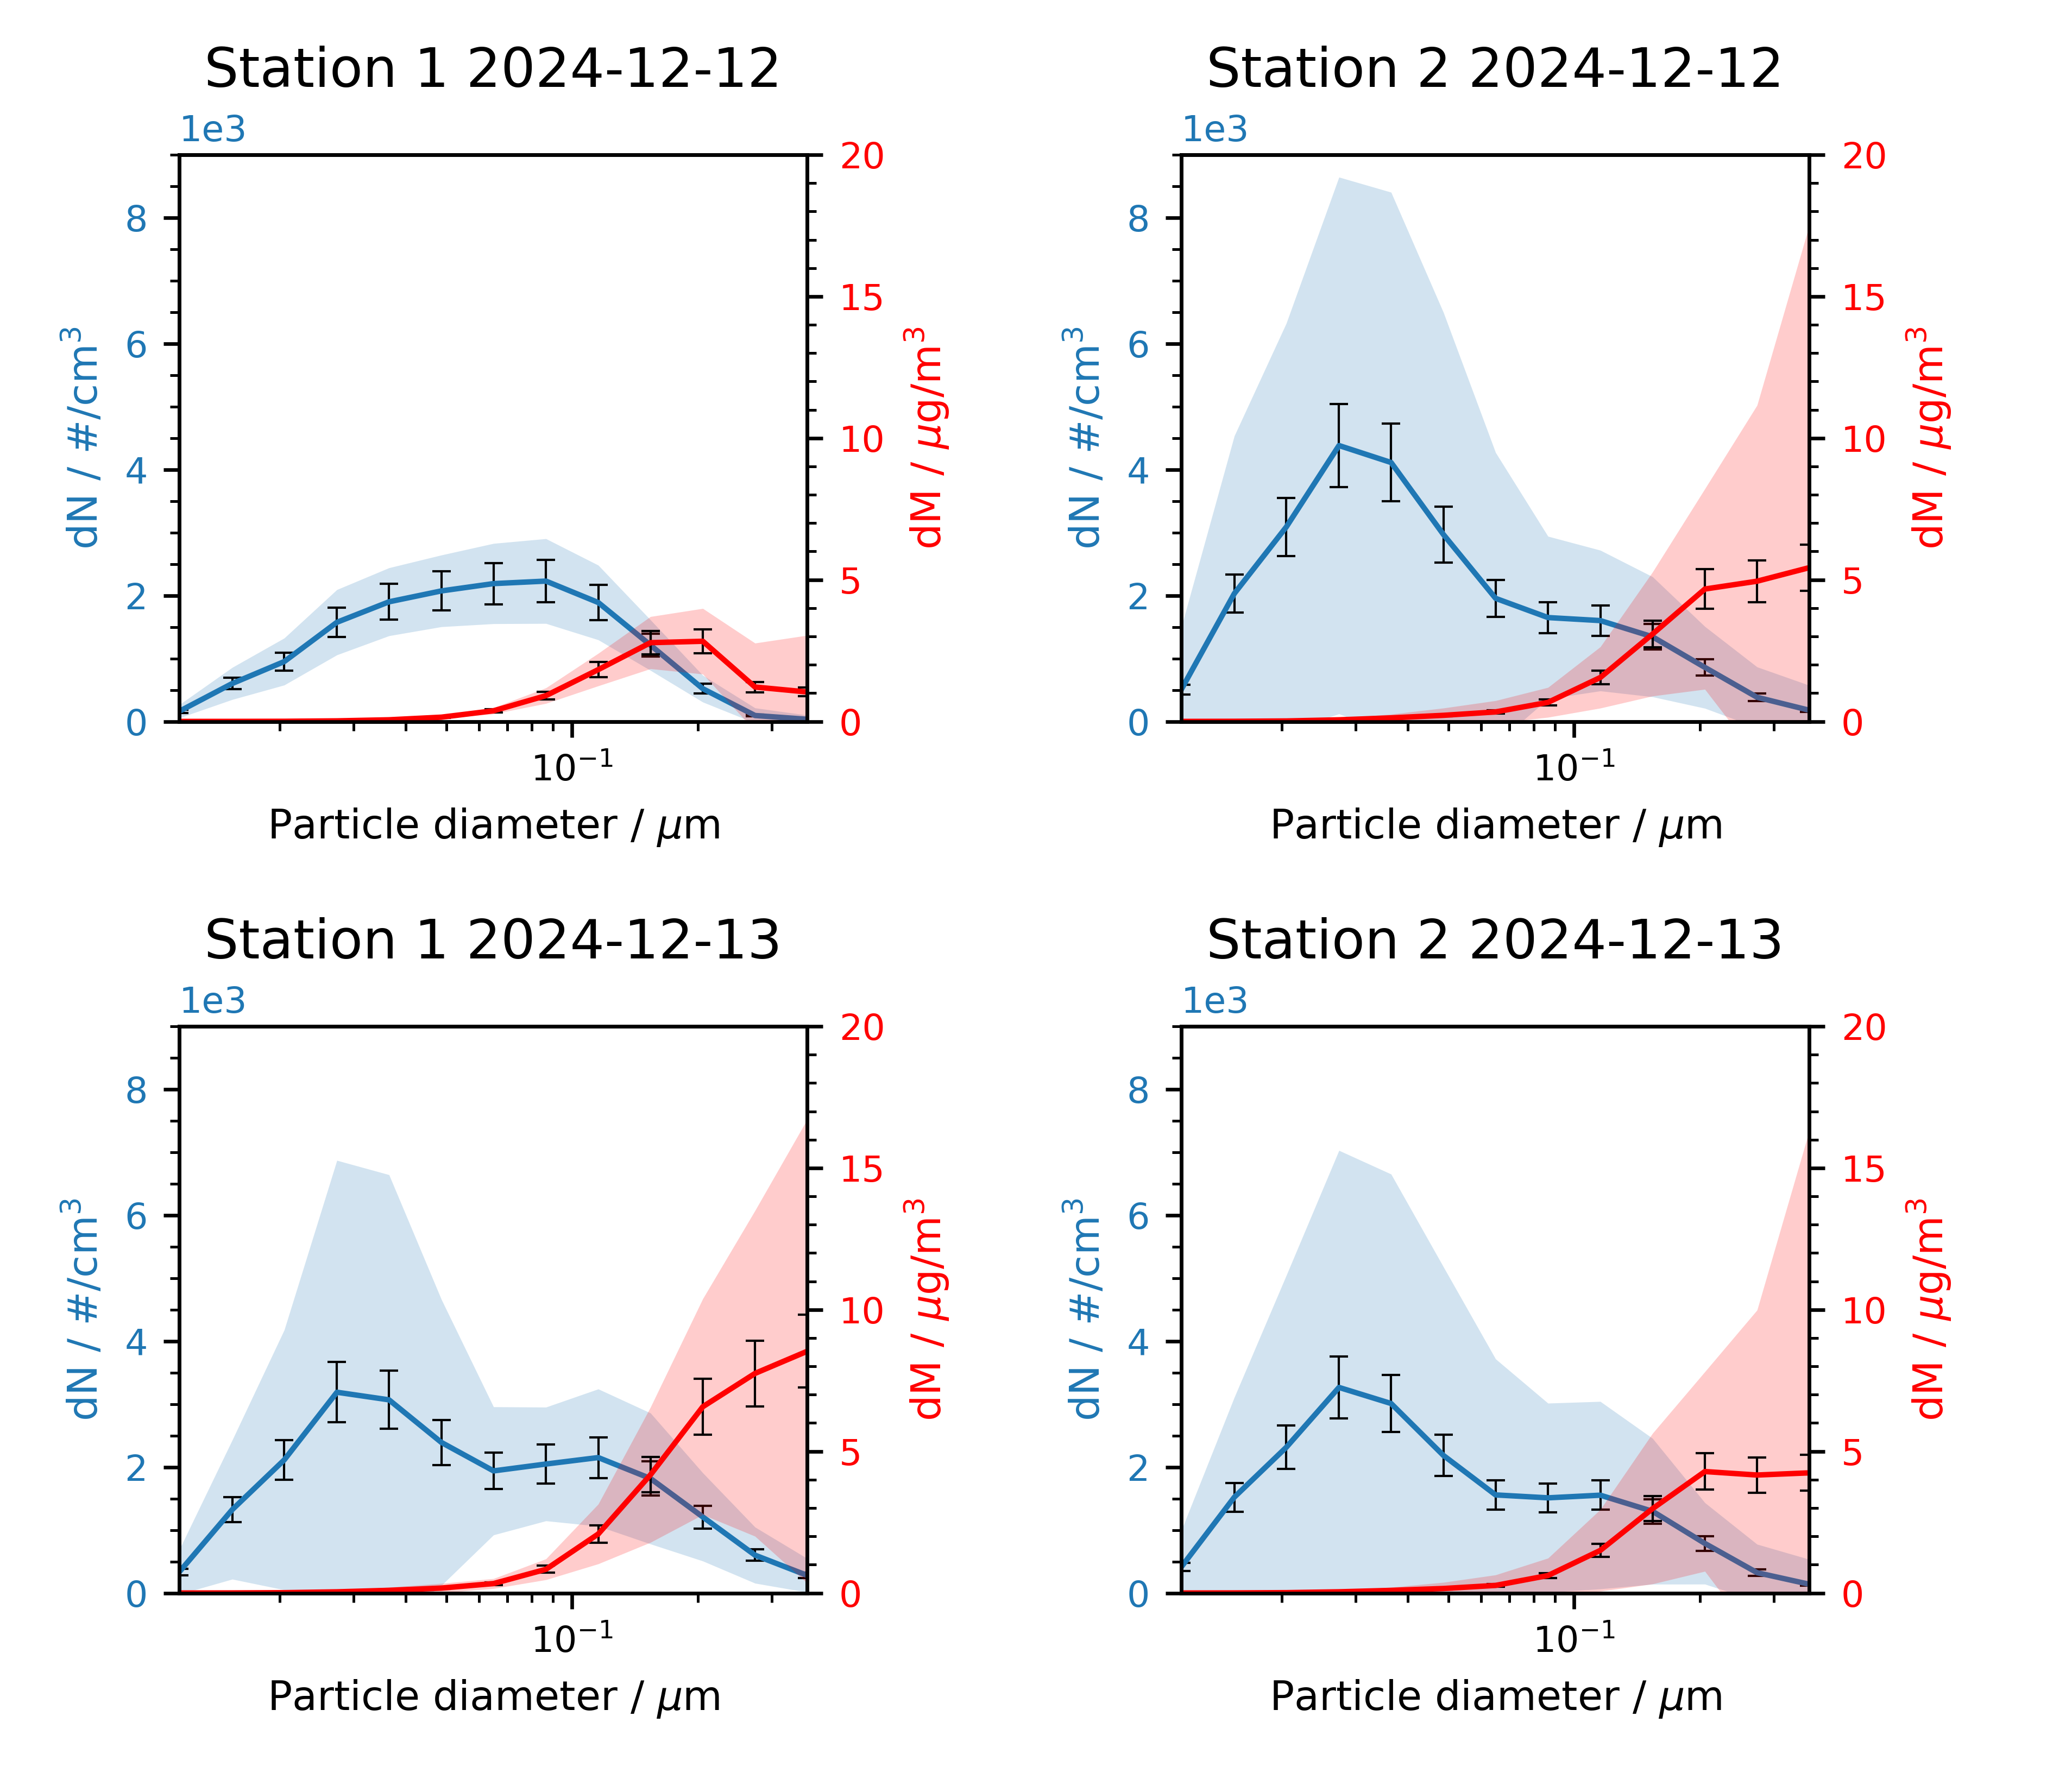 Station 1 2024-12-12
1e3
8
6
4
2
0
dN / #/cm³
20
15
10
5
0
dM / μg/m³
10⁻¹
Particle diameter / μm
Station 2 2024-12-12
1e3
8
6
4
2
0
dN / #/cm³
20
15
10
5
0
dM / μg/m³
10⁻¹
Particle diameter / μm
Station 1 2024-12-13
1e3
8
6
4
2
0
dN / #/cm³
20
15
10
5
0
dM / μg/m³
10⁻¹
Particle diameter / μm
Station 2 2024-12-13
1e3
8
6
4
2
0
dN / #/cm³
20
15
10
5
0
dM / μg/m³
10⁻¹
Particle diameter / μm